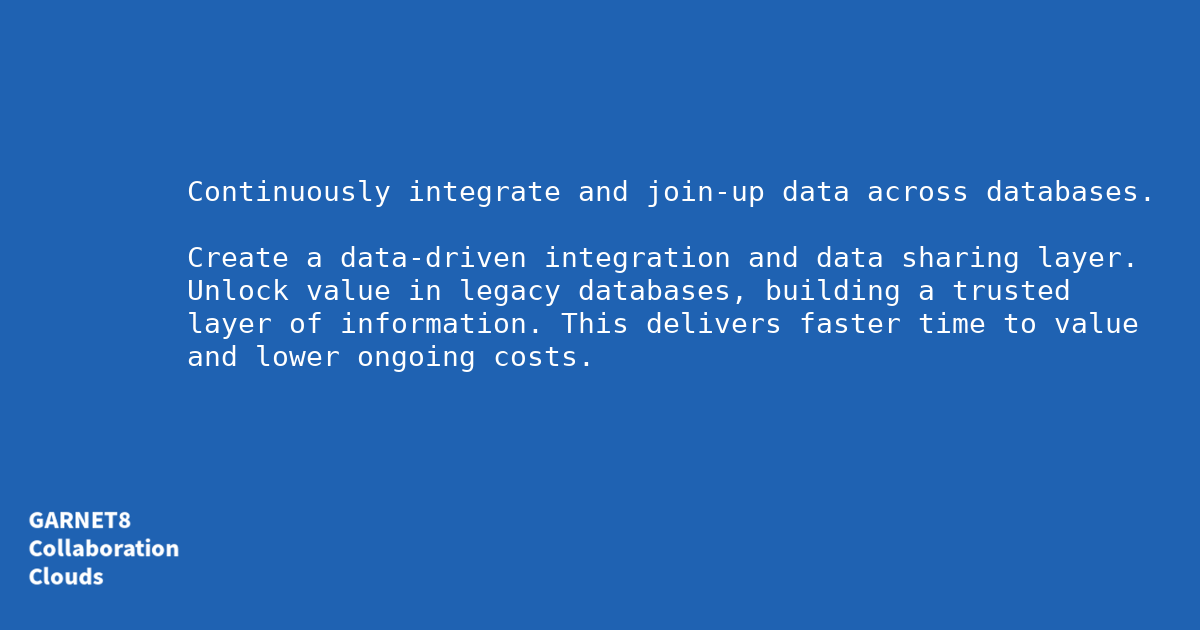 Continuously integrate and join-up data across databases.
Create a data-driven integration and data sharing layer.
Unlock value in legacy databases, building a trusted
layer of information. This delivers faster time to value
and lower ongoing costs.
GARNET8
Collaboration
Clouds